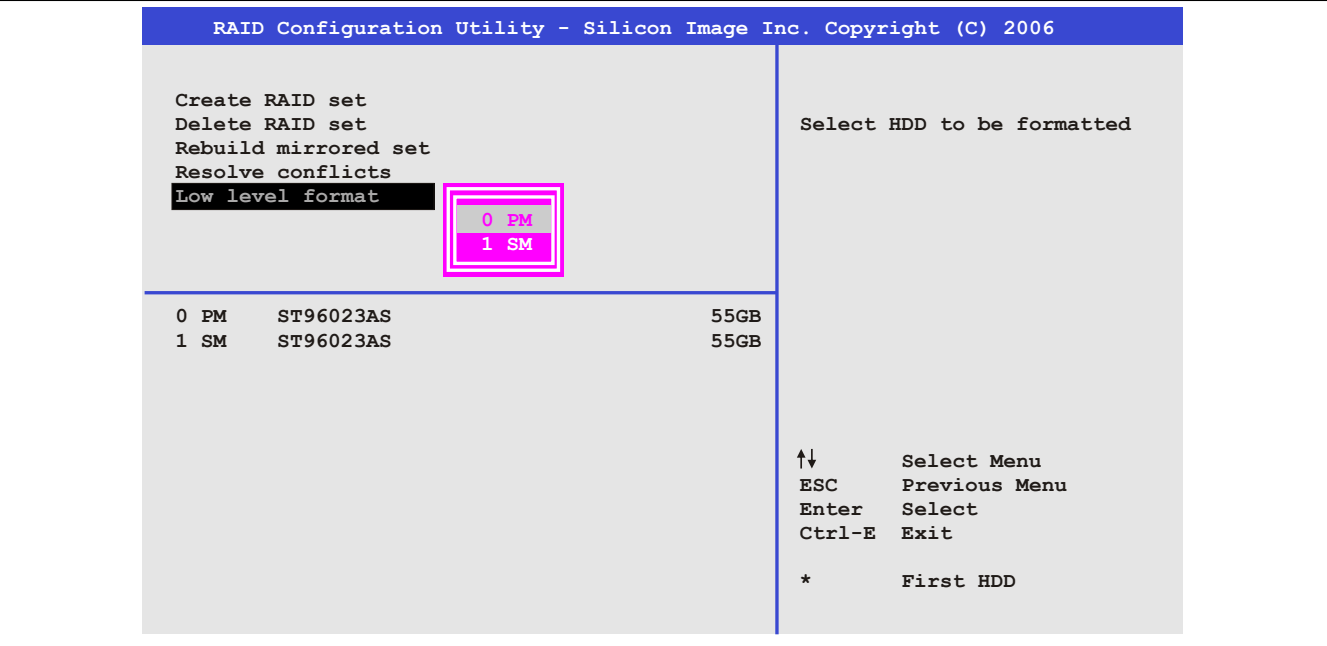 RAID Configuration Utility - Silicon Image Inc. Copyright (C) 2006
Create RAID set
Delete RAID set
Rebuild mirrored set
Resolve conflicts
Low level format
0 PM
1 SM
Select HDD to be formatted
0 PM ST96023AS 55GB
1 SM ST96023AS 55GB
↑↓ Select Menu
ESC Previous Menu
Enter Select
Ctrl-E Exit
* First HDD